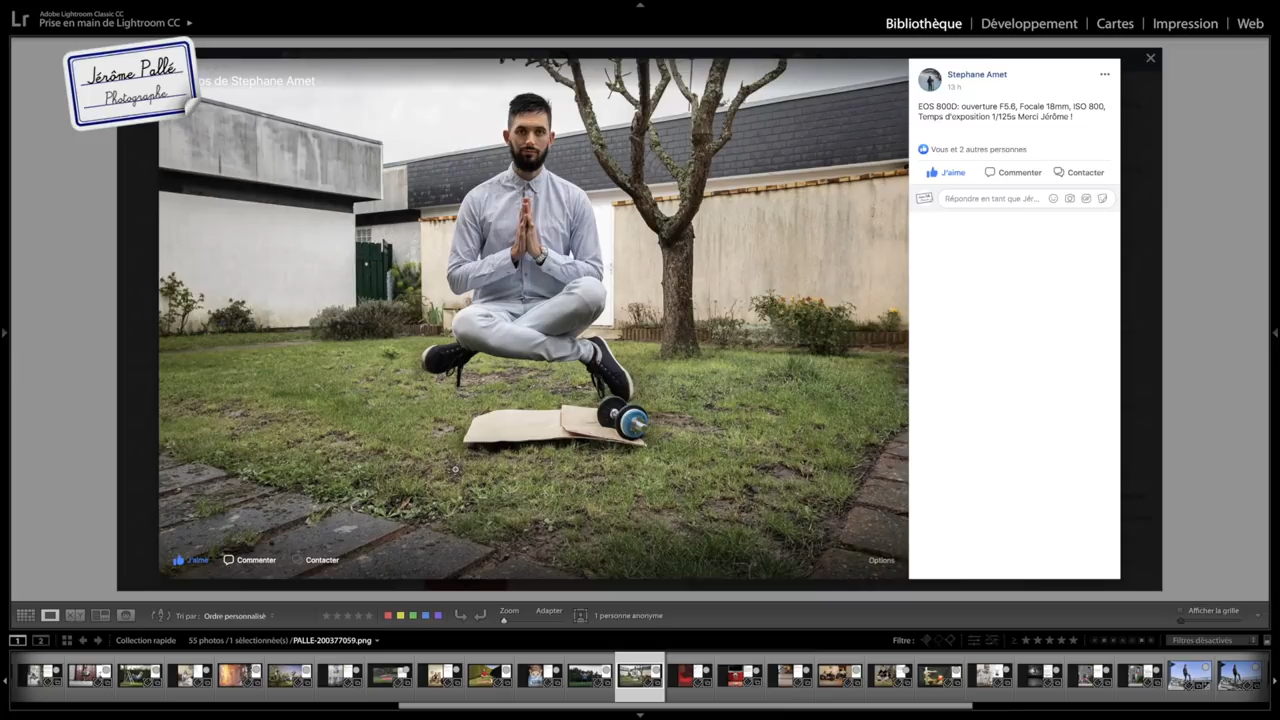 Lr
Adobe Lightroom Classic CC
Prise en main de Lightroom CC
Bibliothèque | Développement | Cartes | Impression | Web
Jérôme Pallé
Photographe
os de Stephane Amet
Stephane Amet
13 h
EOS 800D: ouverture F5.6, Focale 18mm, ISO 800,
Temps d'exposition 1/125s Merci Jérôme !
Vous et 2 autres personnes
J'aime Commenter Contacter
Répondre en tant que Jér...
J'aime Commenter Contacter Options
Tri par : Ordre personnalisé Zoom Adapter 1 personne anonyme Afficher la grille
1 2 Collection rapide 55 photos /1 sélectionnée(s) /PALLE-200377059.png Filtre : Filtres désactivés